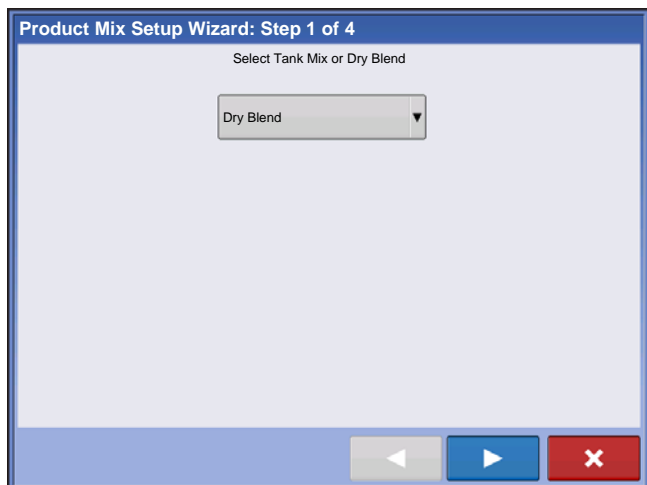 Product Mix Setup Wizard: Step 1 of 4
Select Tank Mix or Dry Blend
Dry Blend